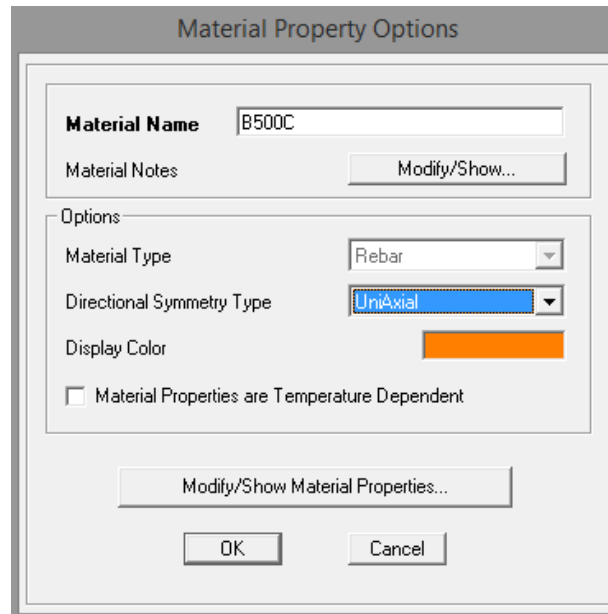 Material Property Options
Material Name B500C
Material Notes Modify/Show...
Options
Material Type Rebar
Directional Symmetry Type UniAxial
Display Color
Material Properties are Temperature Dependent
Modify/Show Material Properties...
OK Cancel